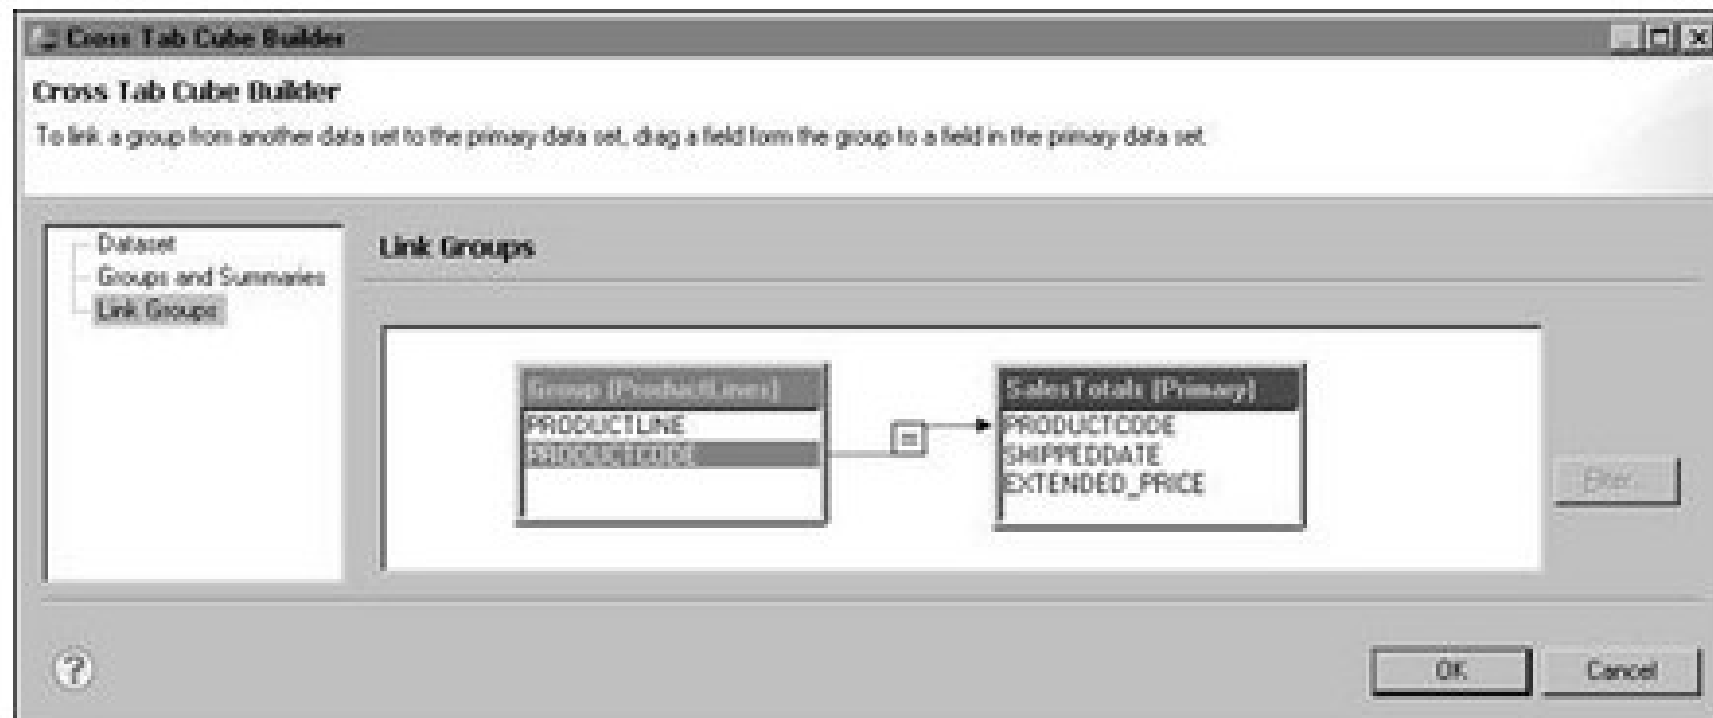 Cross Tab Cube Builder
Cross Tab Cube Builder
To link a group from another data set to the primary data set, drag a field form the group to a field in the primary data set.
Dataset
Groups and Summaries
Link Groups
Link Groups
Group (ProductLines)
PRODUCTLINE
PRODUCTCODE
=
SalesTotals (Primary)
PRODUCTCODE
SHIPPEDDATE
EXTENDED_PRICE
Filter...
?
OK
Cancel